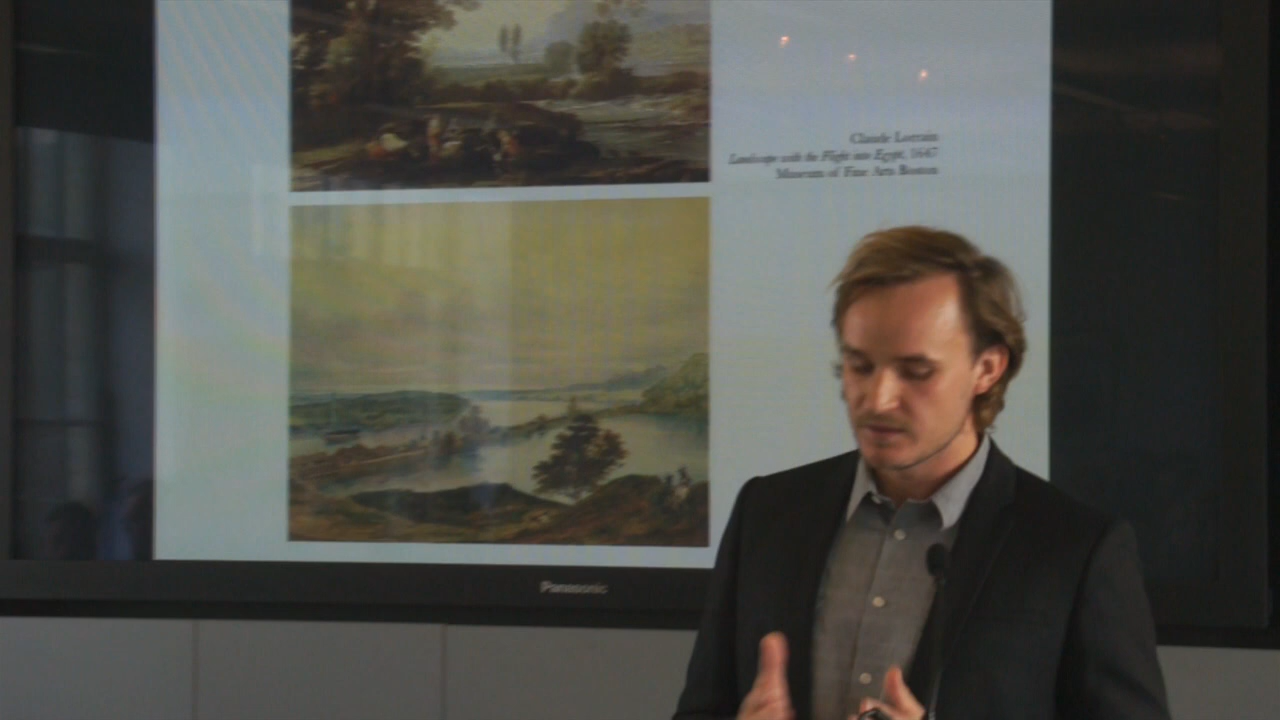 Claude Lorrain
Landscape with the Flight into Egypt, 1647
Museum of Fine Arts Boston
Panasonic